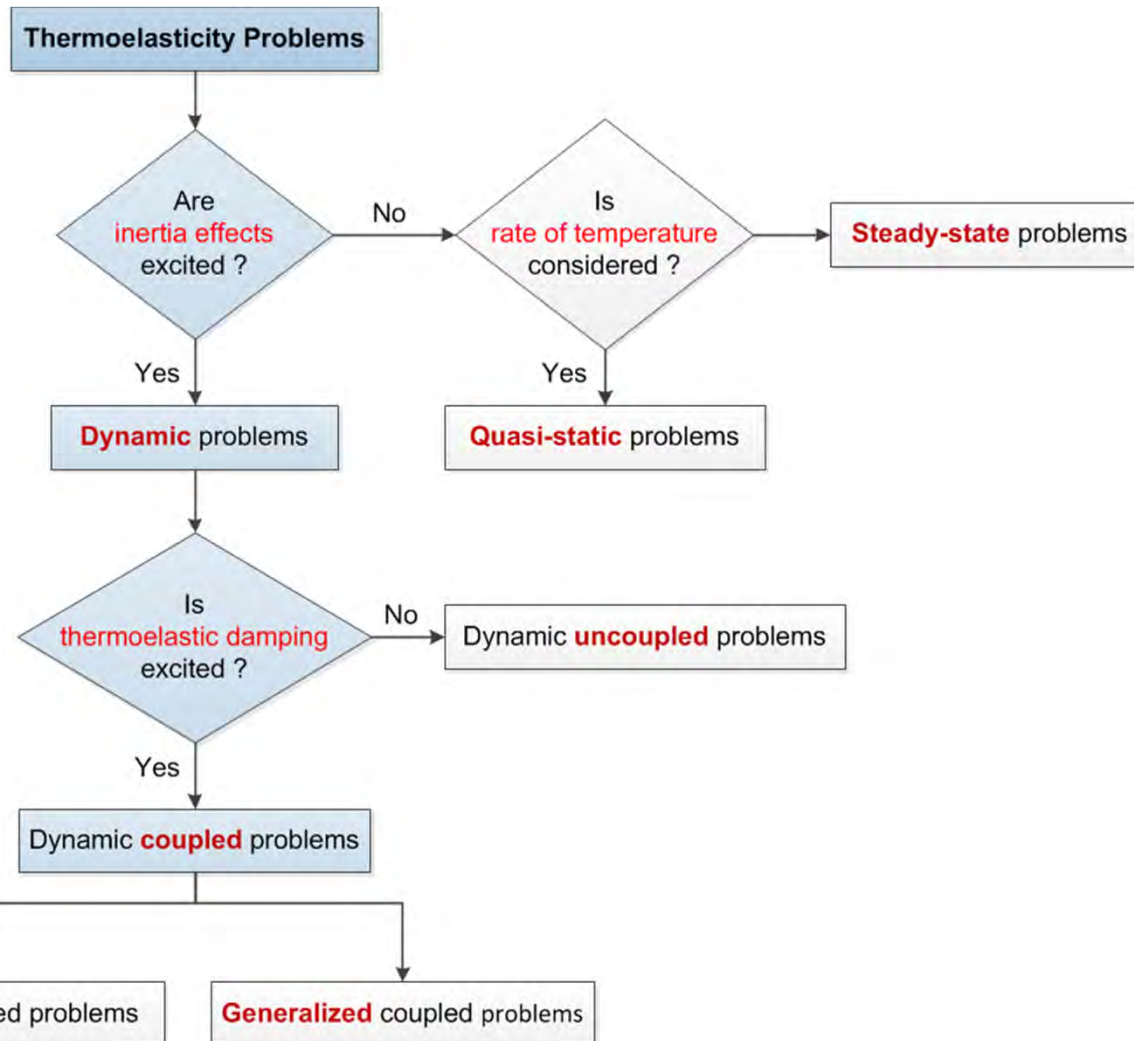 Thermoelasticity Problems
Are
inertia effects
excited ?
No
Is
rate of temperature
considered ?
Steady-state problems
Yes
Yes
Dynamic problems
Quasi-static problems
Is
thermoelastic damping
excited ?
No
Dynamic uncoupled problems
Yes
Dynamic coupled problems
problems
Generalized coupled problems